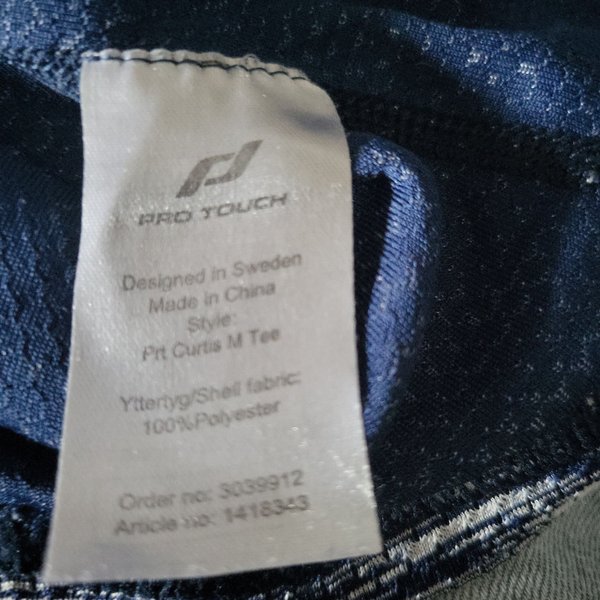 PRO TOUCH
Designed in Sweden
Made in China
Style:
Prt Curtis M Tee
Yttertyg/Shell fabric:
100%Polyester
Order no: 3039912
Article no: 1418343